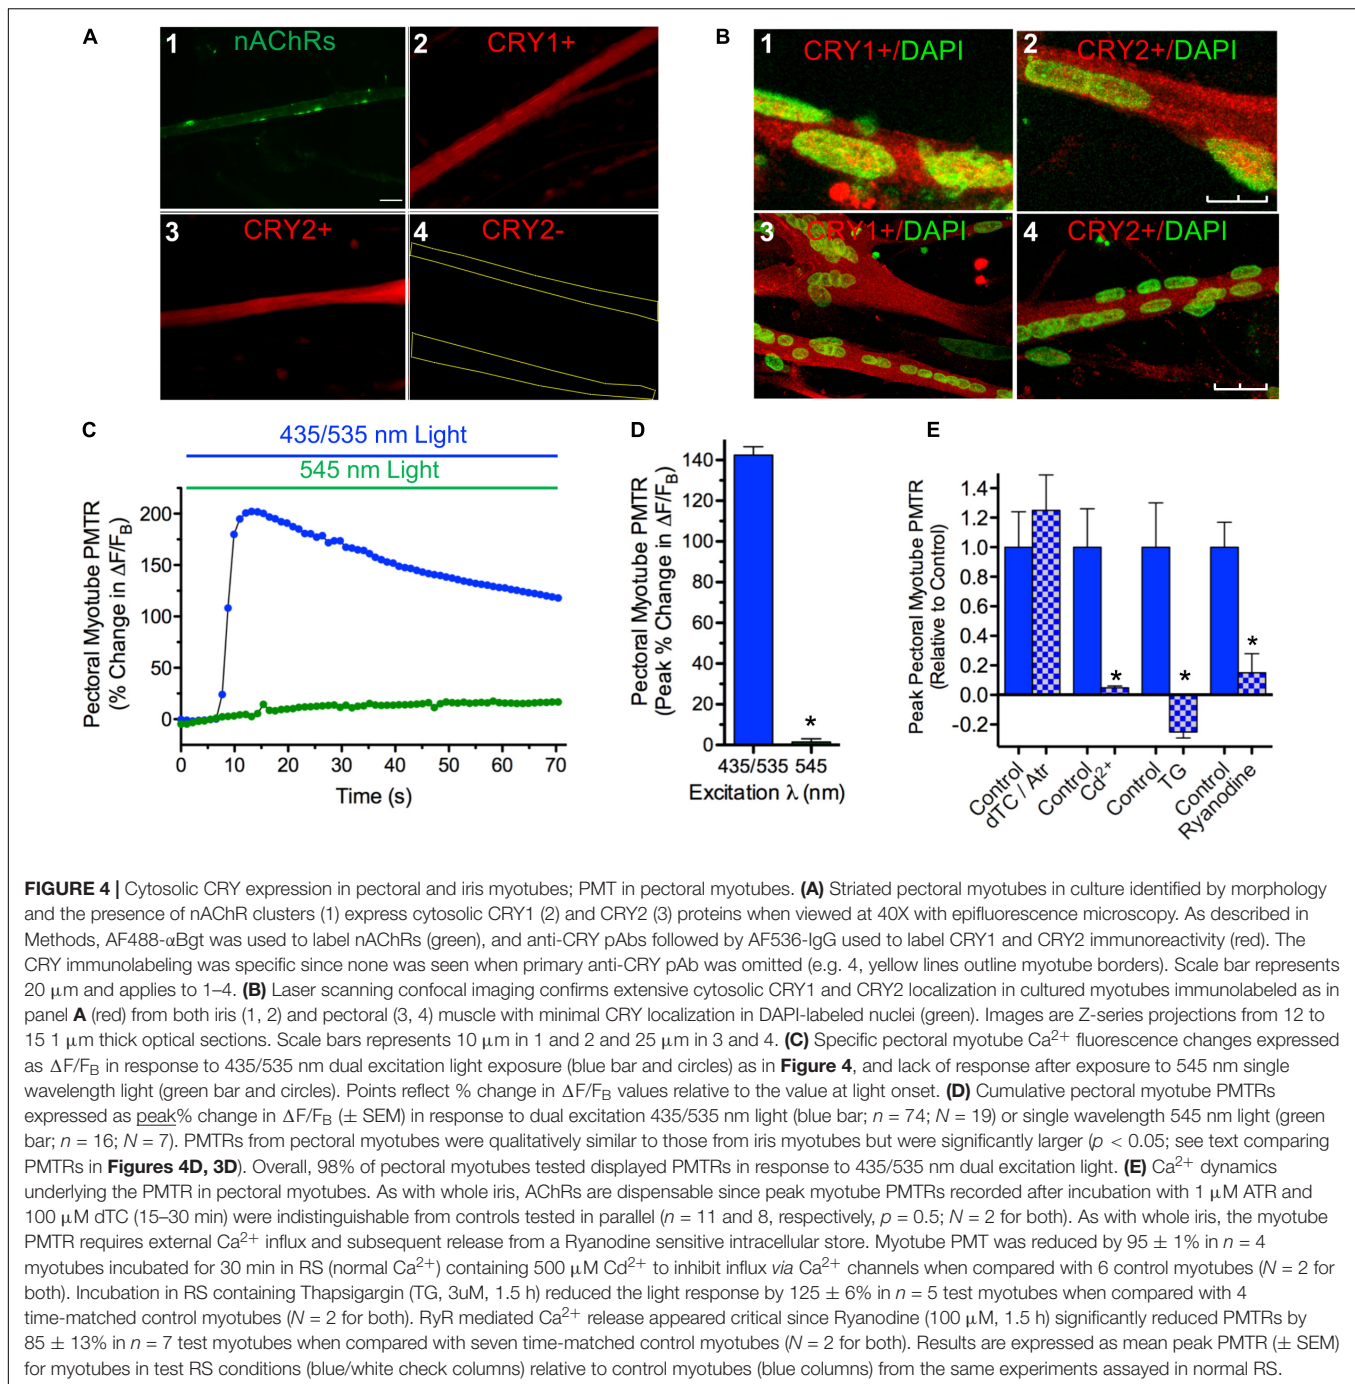 A
1
nAChRs
2
CRY1+
3
CRY2+
4
CRY2-
B
1
CRY1+/DAPI
2
CRY2+/DAPI
3
CRY1+/DAPI
4
CRY2+/DAPI
C
435/535 nm Light
545 nm Light
Pectoral Myotube PMTR
(% Change in ΔF/F_B)
200
150
100
50
0
0 10 20 30 40 50 60 70
Time (s)
D
Pectoral Myotube PMTR
(Peak % Change in ΔF/F_B)
140
120
100
80
60
40
20
0
*
435/535 545
Excitation λ (nm)
E
Peak Pectoral Myotube PMTR
(Relative to Control)
1.4
1.2
1.0
0.8
0.6
0.4
0.2
0.0
-0.2
*
*
*
Control
dTC / Atr
Control
Cd²⁺
Control
TG
Control
Ryanodine
FIGURE 4 | Cytosolic CRY expression in pectoral and iris myotubes; PMT in pectoral myotubes. (A) Striated pectoral myotubes in culture identified by morphology
and the presence of nAChR clusters (1) express cytosolic CRY1 (2) and CRY2 (3) proteins when viewed at 40X with epifluorescence microscopy. As described in
Methods, AF488-αBgt was used to label nAChRs (green), and anti-CRY pAbs followed by AF536-IgG used to label CRY1 and CRY2 immunoreactivity (red). The
CRY immunolabeling was specific since none was seen when primary anti-CRY pAb was omitted (e.g. 4, yellow lines outline myotube borders). Scale bar represents
20 μm and applies to 1–4. (B) Laser scanning confocal imaging confirms extensive cytosolic CRY1 and CRY2 localization in cultured myotubes immunolabeled as in
panel A (red) from both iris (1, 2) and pectoral (3, 4) muscle with minimal CRY localization in DAPI-labeled nuclei (green). Images are Z-series projections from 12 to
15 1 μm thick optical sections. Scale bars represents 10 μm in 1 and 2 and 25 μm in 3 and 4. (C) Specific pectoral myotube Ca²⁺ fluorescence changes expressed
as ΔF/F_B in response to 435/535 nm dual excitation light exposure (blue bar and circles) as in Figure 4, and lack of response after exposure to 545 nm single
wavelength light (green bar and circles). Points reflect % change in ΔF/F_B values relative to the value at light onset. (D) Cumulative pectoral myotube PMTRs
expressed as peak% change in ΔF/F_B (± SEM) in response to dual excitation 435/535 nm light (blue bar; n = 74; N = 19) or single wavelength 545 nm light (green
bar; n = 16; N = 7). PMTRs from pectoral myotubes were qualitatively similar to those from iris myotubes but were significantly larger (p < 0.05; see text comparing
PMTRs in Figures 4D, 3D). Overall, 98% of pectoral myotubes tested displayed PMTRs in response to 435/535 nm dual excitation light. (E) Ca²⁺ dynamics
underlying the PMTR in pectoral myotubes. As with whole iris, AChRs are dispensable since peak myotube PMTRs recorded after incubation with 1 μM ATR and
100 μM dTC (15–30 min) were indistinguishable from controls tested in parallel (n = 11 and 8, respectively, p = 0.5; N = 2 for both). As with whole iris, the myotube
PMTR requires external Ca²⁺ influx and subsequent release from a Ryanodine sensitive intracellular store. Myotube PMT was reduced by 95 ± 1% in n = 4
myotubes incubated for 30 min in RS (normal Ca²⁺) containing 500 μM Cd²⁺ to inhibit influx via Ca²⁺ channels when compared with 6 control myotubes (N = 2 for
both). Incubation in RS containing Thapsigargin (TG, 3uM, 1.5 h) reduced the light response by 125 ± 6% in n = 5 test myotubes when compared with 4
time-matched control myotubes (N = 2 for both). RyR mediated Ca²⁺ release appeared critical since Ryanodine (100 μM, 1.5 h) significantly reduced PMTRs by
85 ± 13% in n = 7 test myotubes when compared with seven time-matched control myotubes (N = 2 for both). Results are expressed as mean peak PMTR (± SEM)
for myotubes in test RS conditions (blue/white check columns) relative to control myotubes (blue columns) from the same experiments assayed in normal RS.